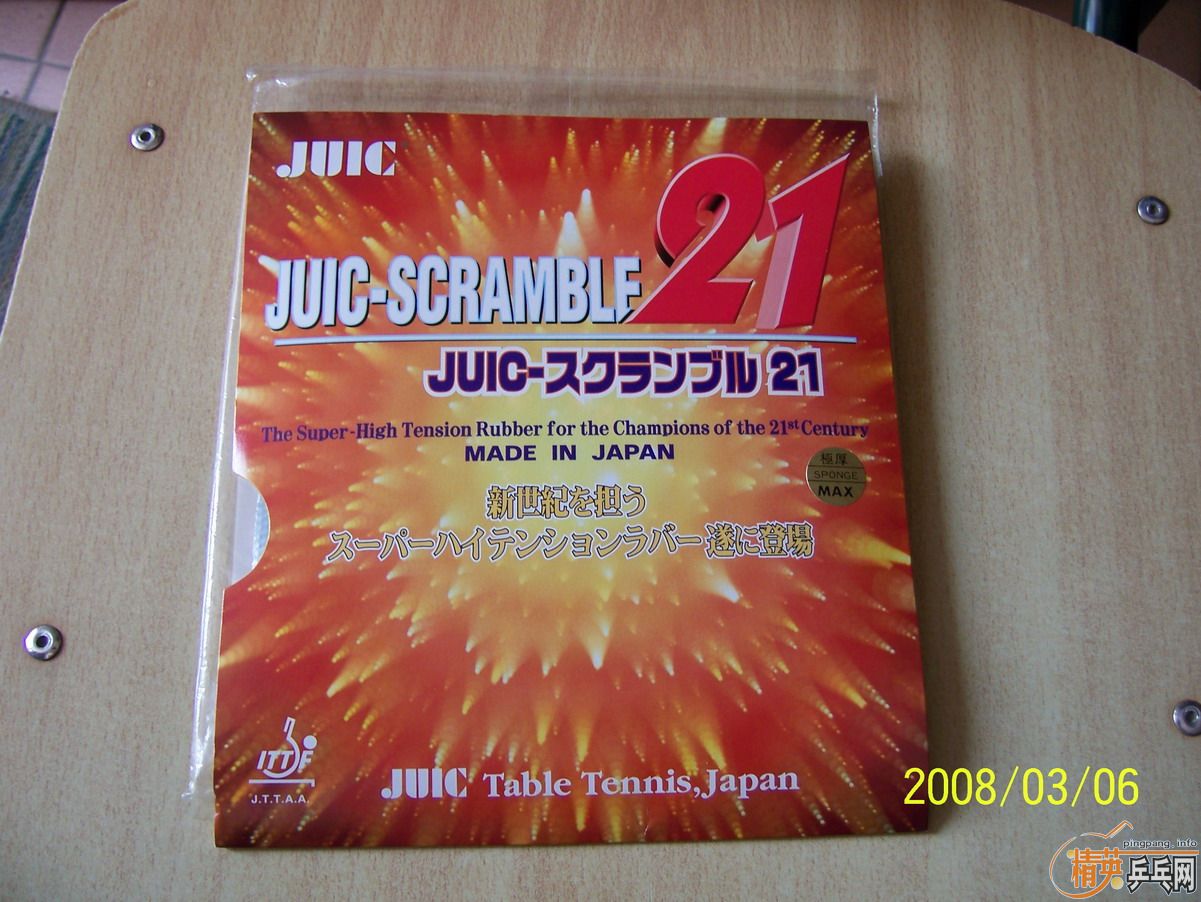 JUIC
21
JUIC-SCRAMBLE
JUIC-スクランブル 21
The Super-High Tension Rubber for the Champions of the 21st Century
MADE IN JAPAN
極厚
SPONGE
MAX
新世紀を担う
スーパーハイテンションラバー 遂に登場
ITTF
J.T.T.A.A.
JUIC Table Tennis,Japan
2008/03/06
pingpang.info
精英乒乓网